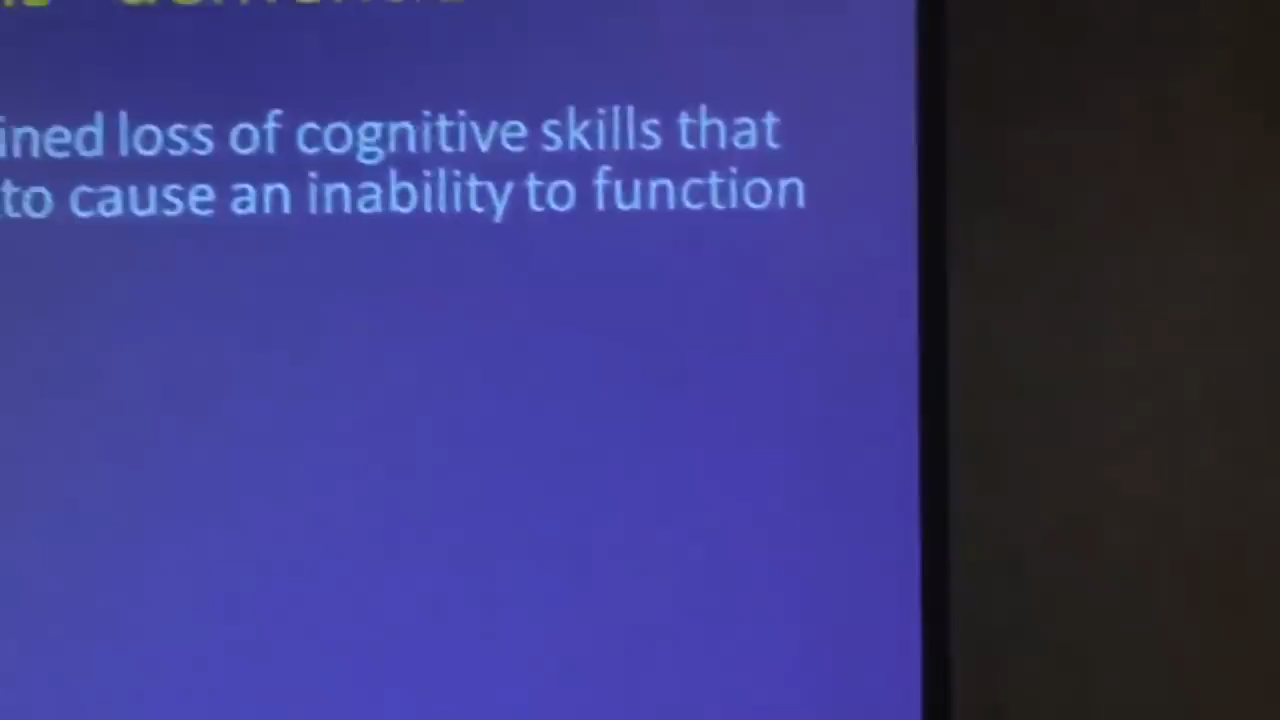 ined loss of cognitive skills that
to cause an inability to function